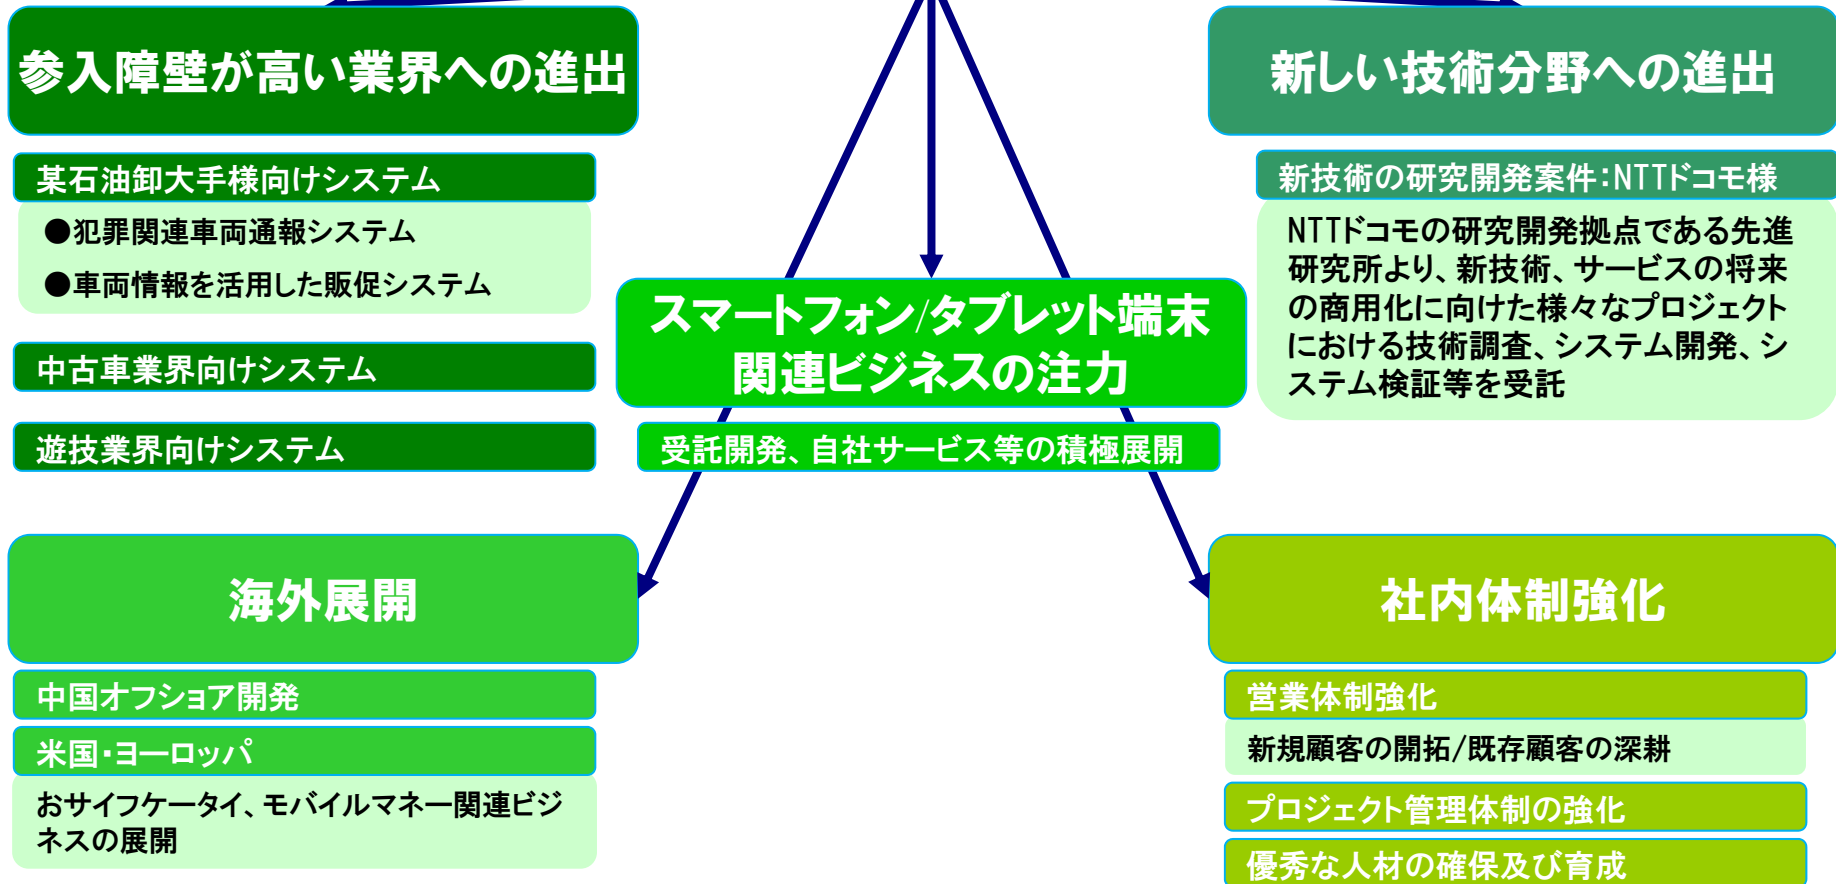 参入障壁が高い業界への進出
某石油卸大手様向けシステム
●犯罪関連車両通報システム
●車両情報を活用した販促システム
中古車業界向けシステム
遊技業界向けシステム
スマートフォン/タブレット端末
関連ビジネスの注力
受託開発、自社サービス等の積極展開
新しい技術分野への進出
新技術の研究開発案件：NTTドコモ様
NTTドコモの研究開発拠点である先進
研究所より、新技術、サービスの将来
の商用化に向けた様々なプロジェクト
における技術調査、システム開発、シ
ステム検証等を受託
海外展開
中国オフショア開発
米国・ヨーロッパ
おサイフケータイ、モバイルマネー関連ビジ
ネスの展開
社内体制強化
営業体制強化
新規顧客の開拓/既存顧客の深耕
プロジェクト管理体制の強化
優秀な人材の確保及び育成